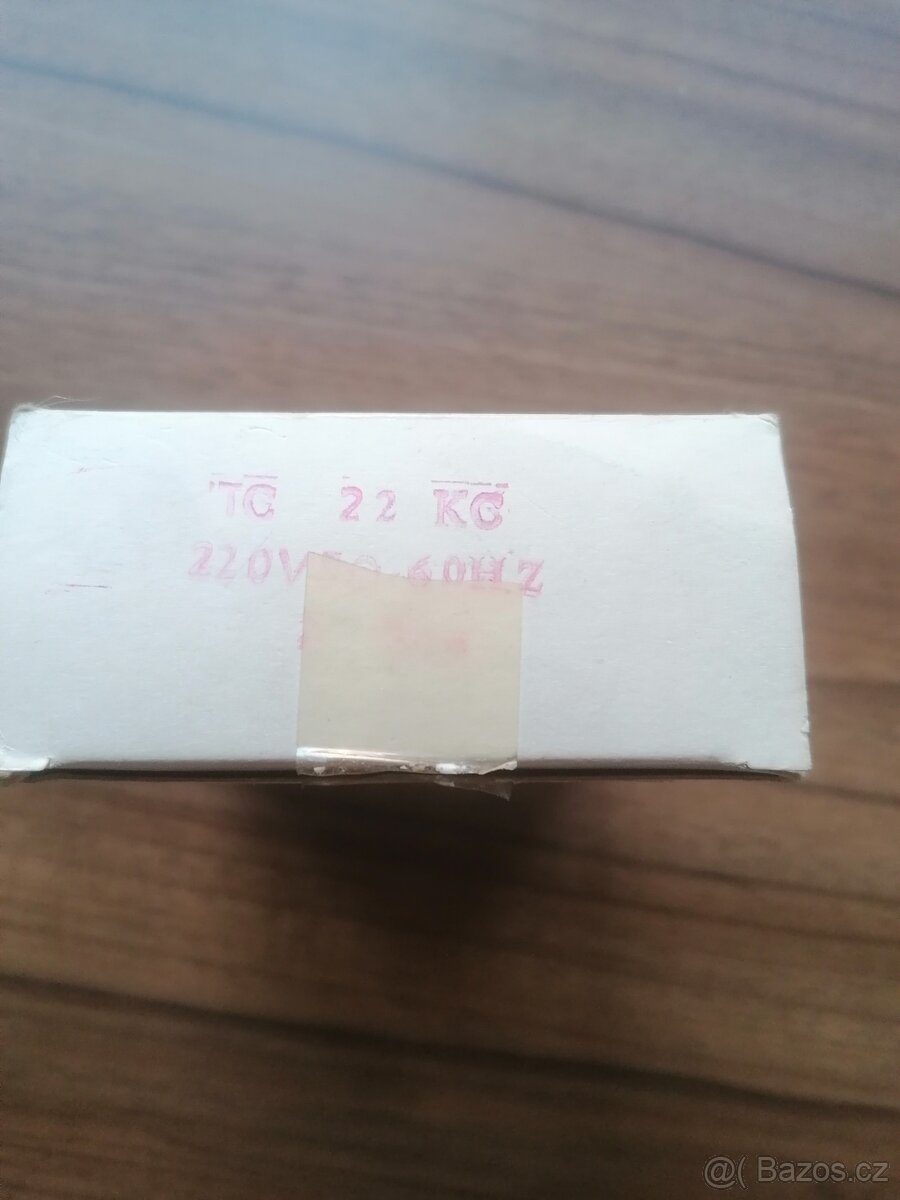 TC 22 KC
220V 60HZ
@( Bazos.cz